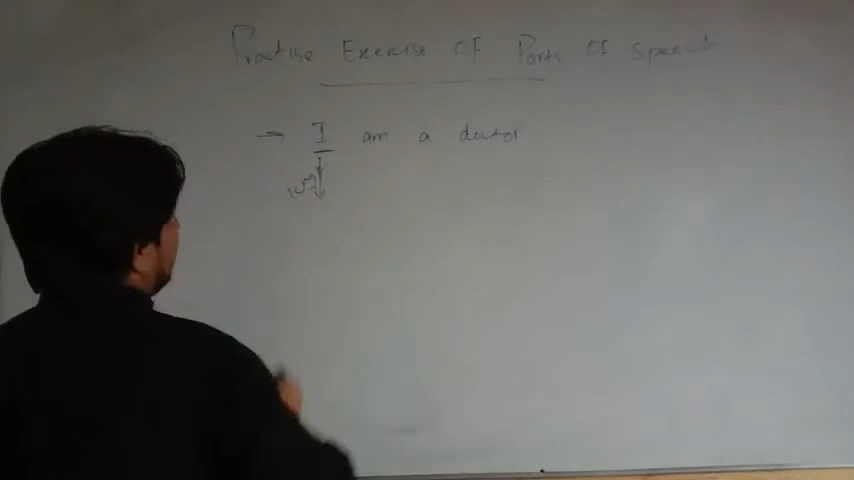 Practise Exercise of Parts of speech
→ I am a doctor